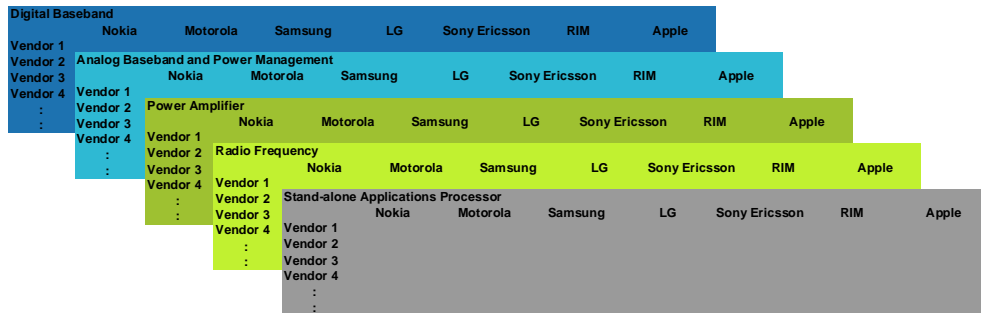 Digital Baseband
Nokia Motorola Samsung LG Sony Ericsson RIM Apple
Vendor 1
Vendor 2
Vendor 3
Vendor 4
:
:
Analog Baseband and Power Management
Nokia Motorola Samsung LG Sony Ericsson RIM Apple
Vendor 1
Vendor 2
Vendor 3
Vendor 4
:
:
Power Amplifier
Nokia Motorola Samsung LG Sony Ericsson RIM Apple
Vendor 1
Vendor 2
Vendor 3
Vendor 4
:
:
Radio Frequency
Nokia Motorola Samsung LG Sony Ericsson RIM Apple
Vendor 1
Vendor 2
Vendor 3
Vendor 4
:
:
Stand-alone Applications Processor
Nokia Motorola Samsung LG Sony Ericsson RIM Apple
Vendor 1
Vendor 2
Vendor 3
Vendor 4
:
: